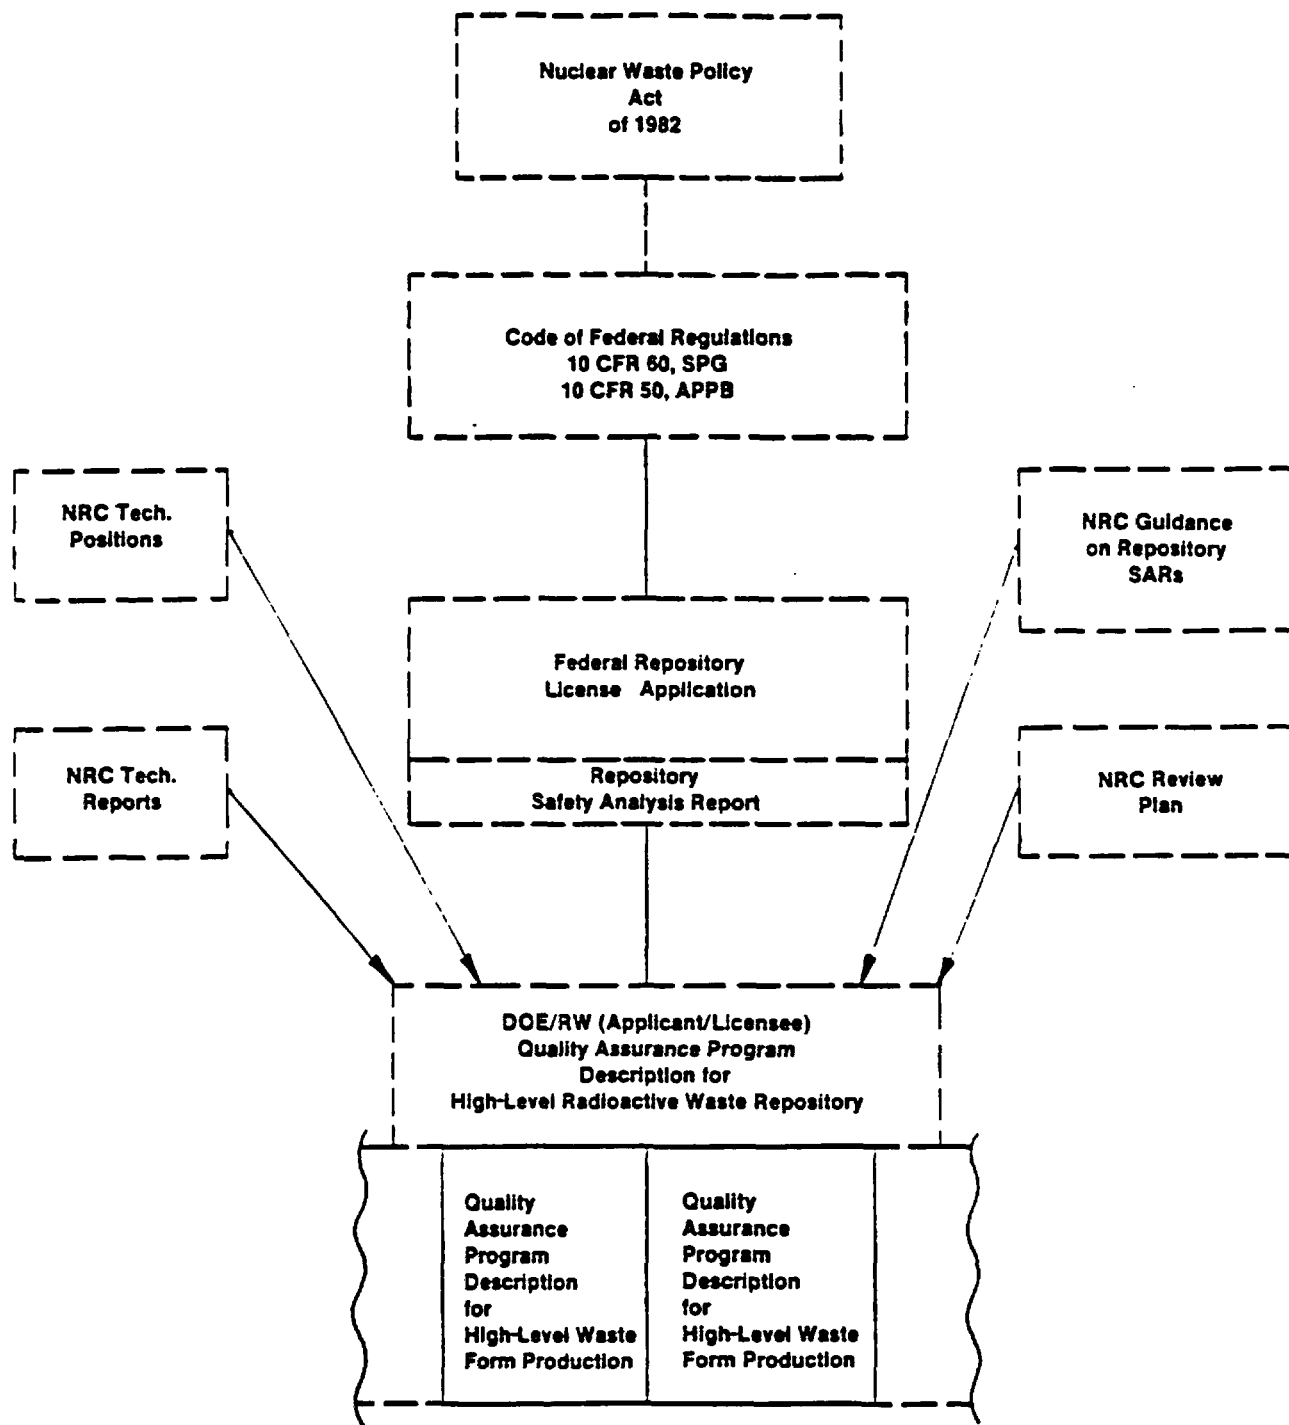 Nuclear Waste Policy
Act
of 1982
Code of Federal Regulations
10 CFR 60, SPG
10 CFR 50, APPB
NRC Tech.
Positions
NRC Guidance
on Repository
SARs
Federal Repository
License Application
Repository
Safety Analysis Report
NRC Tech.
Reports
NRC Review
Plan
DOE/RW (Applicant/Licensee)
Quality Assurance Program
Description for
High-Level Radioactive Waste Repository
Quality
Assurance
Program
Description
for
High-Level Waste
Form Production
Quality
Assurance
Program
Description
for
High-Level Waste
Form Production